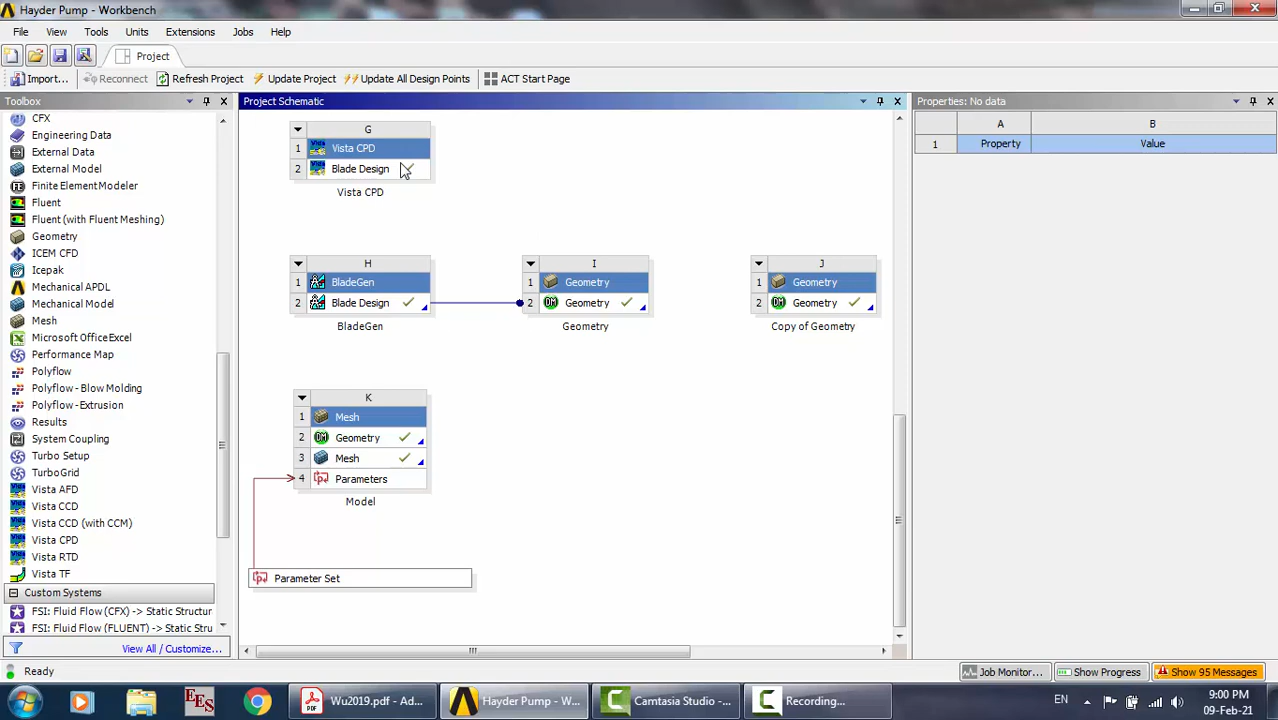 Hayder Pump - Workbench
File View Tools Units Extensions Jobs Help
Project
Import... Reconnect Refresh Project Update Project Update All Design Points ACT Start Page
Toolbox
CFX
Engineering Data
External Data
External Model
Finite ElementModeler
Fluent
Fluent (with Fluent Meshing)
Geometry
ICEM CFD
Icepak
Mechanical APDL
Mechanical Model
Mesh
Microsoft OfficeExcel
Performance Map
Polyflow
Polyflow - Blow Molding
Polyflow - Extrusion
Results
System Coupling
Turbo Setup
TurboGrid
Vista AFD
Vista CCD
Vista CCD (with CCM)
Vista CPD
Vista RTD
Vista TF
Custom Systems
FSI: Fluid Flow (CFX) -> Static Structur
FSI: Fluid Flow (FLUENT) -> Static Stru
View All / Customize...
Project Schematic
G
1 Vista CPD
2 Blade Design
Vista CPD
H
1 BladeGen
2 Blade Design
BladeGen
I
1 Geometry
2 DM Geometry
Geometry
J
1 Geometry
2 DM Geometry
Copy of Geometry
K
1 Mesh
2 DM Geometry
3 Mesh
4 Parameters
Model
Parameter Set
Properties: No data
A B
1 Property Value
Ready
Job Monitor... Show Progress Show 95 Messages
EES Wu2019.pdf - Ad... Hayder Pump - W... Camtasia Studio -... Recording...
EN 9:00 PM
09-Feb-21